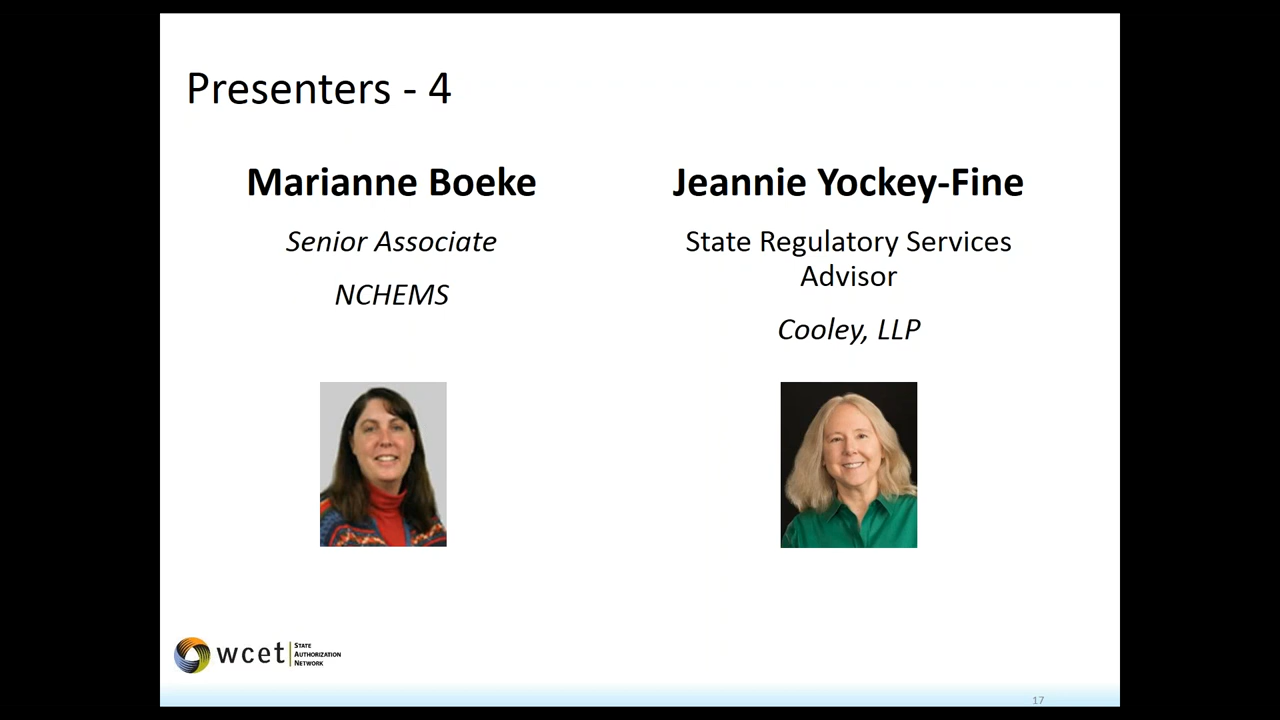 Presenters - 4
Marianne Boeke
Senior Associate
NCHEMS
Jeannie Yockey-Fine
State Regulatory Services
Advisor
Cooley, LLP
wcet
STATE
AUTHORIZATION
NETWORK
17